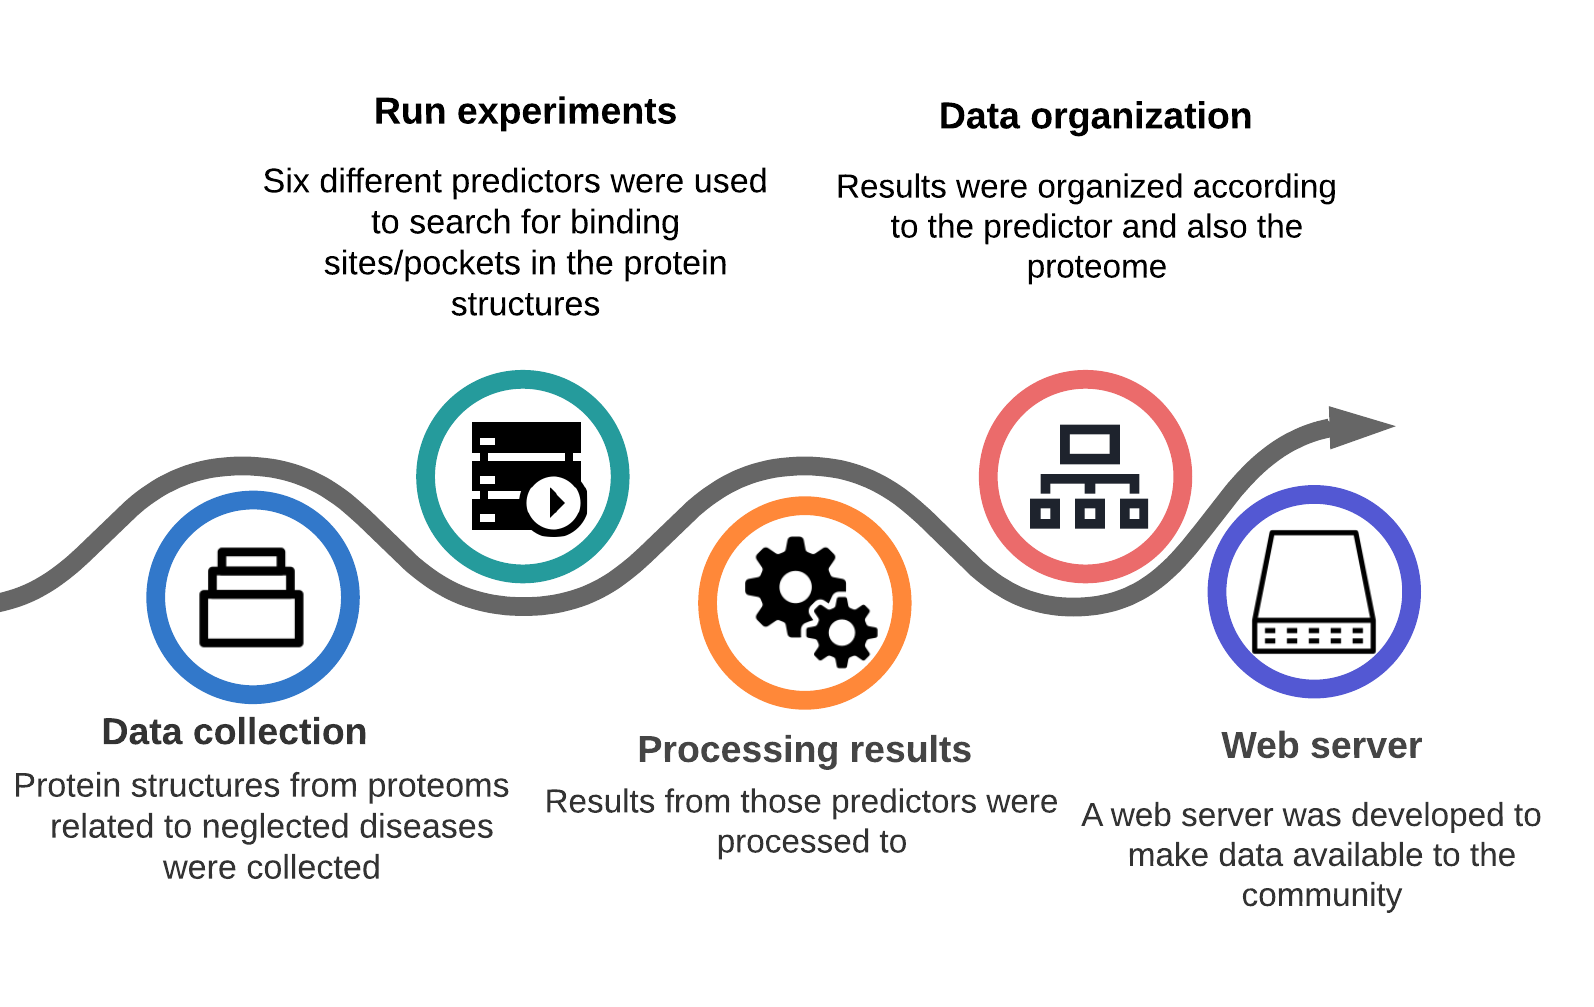 Run experiments
Six different predictors were used
to search for binding
sites/pockets in the protein
structures
Data organization
Results were organized according
to the predictor and also the
proteome
Data collection
Protein structures from proteoms
related to neglected diseases
were collected
Processing results
Results from those predictors were
processed to
Web server
A web server was developed to
make data available to the
community